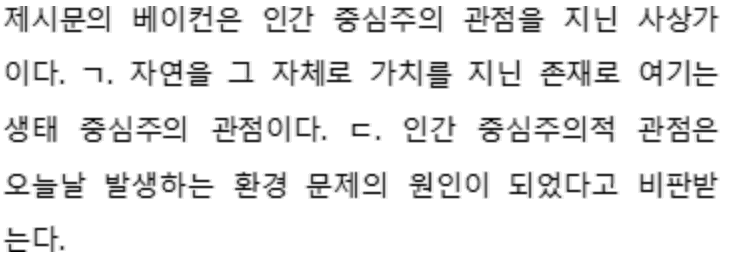 제시문의 베이컨은 인간 중심주의 관점을 지닌 사상가
이다. ㄱ. 자연을 그 자체로 가치를 지닌 존재로 여기는
생태 중심주의 관점이다. ㄷ. 인간 중심주의적 관점은
오늘날 발생하는 환경 문제의 원인이 되었다고 비판받
는다.